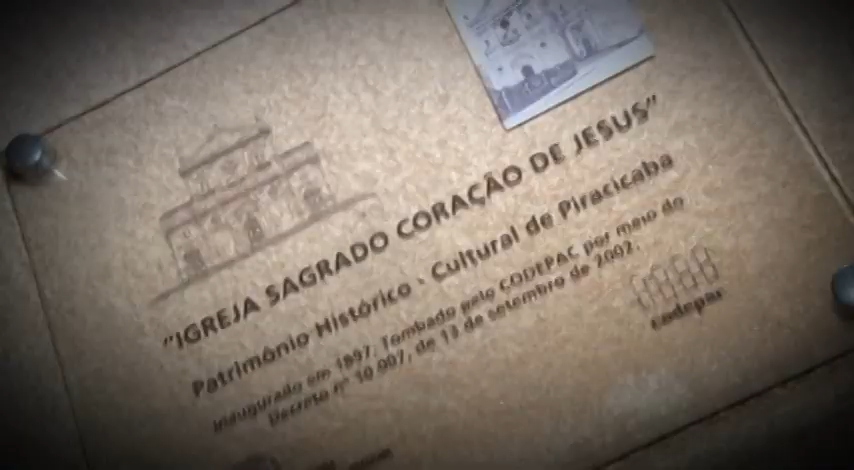 "IGREJA SAGRADO CORAÇÃO DE JESUS"
Patrimônio Histórico - Cultural de Piracicaba
Inaugurado em 1897. Tombado pelo CODEPAC por meio do
Decreto nº 10.007, de 13 de setembro de 2002.
codepac